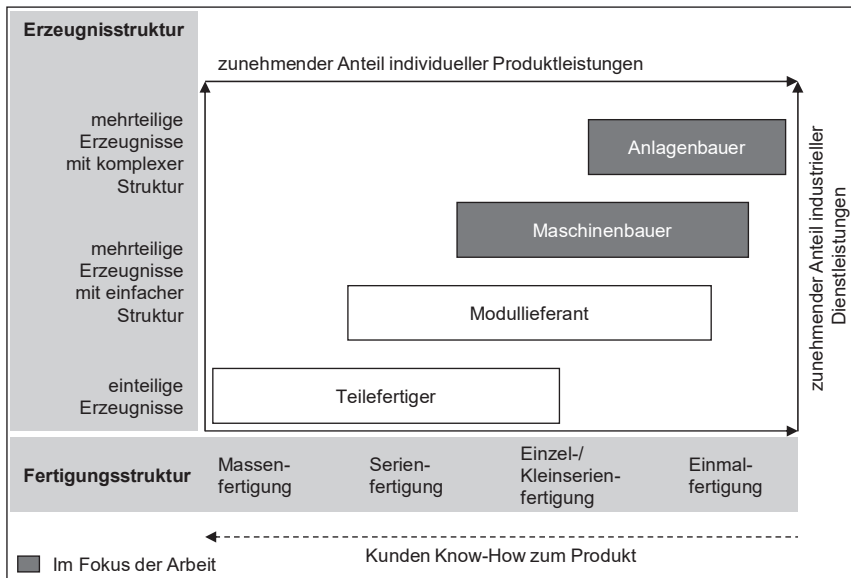 Erzeugnisstruktur
zunehmender Anteil individueller Produktleistungen
mehrteilige
Erzeugnisse
mit komplexer
Struktur
Anlagenbauer
Maschinenbauer
mehrteilige
Erzeugnisse
mit einfacher
Struktur
Modullieferant
einteilige
Erzeugnisse
Teilefertiger
zunehmender Anteil industrieller
Dienstleistungen
Fertigungsstruktur
Massen-
fertigung
Serien-
fertigung
Einzel-/
Kleinserien-
fertigung
Einmal-
fertigung
Kunden Know-How zum Produkt
Im Fokus der Arbeit